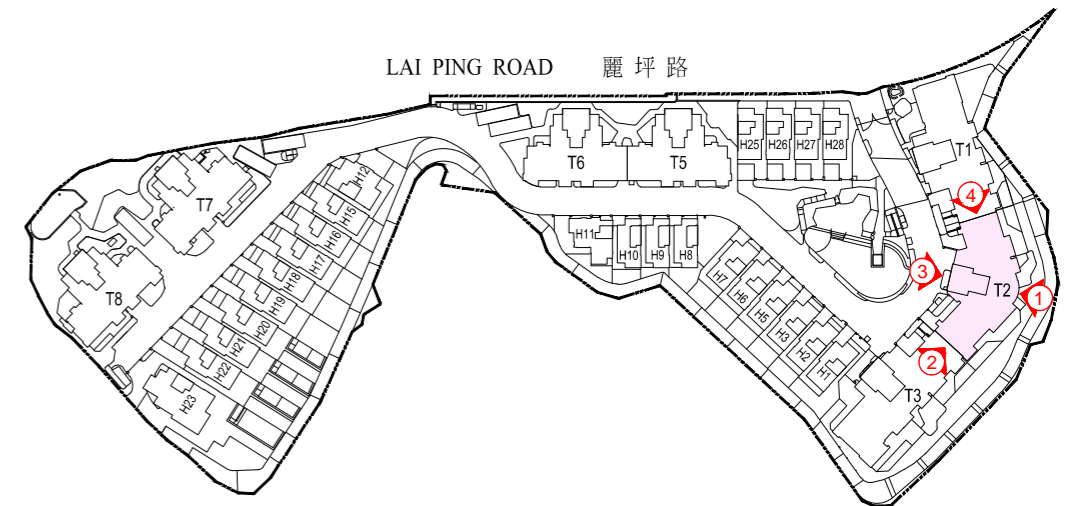 LAI PING ROAD 麗坪路
T6
T5
H25
H26
H27
H28
T1
4
T7
H12
H15
H16
H17
H18
H19
H20
H21
H22
H23
T8
H11
H10
H9
H8
H7
H6
H5
H3
H2
H1
3
T2
1
2
T3